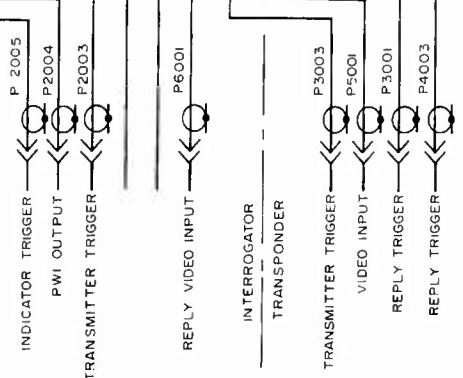 P 2005
P2004
P2003
P6001
P3003
P5001
P3001
P4003
INDICATOR TRIGGER
PWI OUTPUT
TRANSMITTER TRIGGER
REPLY VIDEO INPUT
INTERROGATOR
TRANSPONDER
TRANSMITTER TRIGGER
VIDEO INPUT
REPLY TRIGGER
REPLY TRIGGER